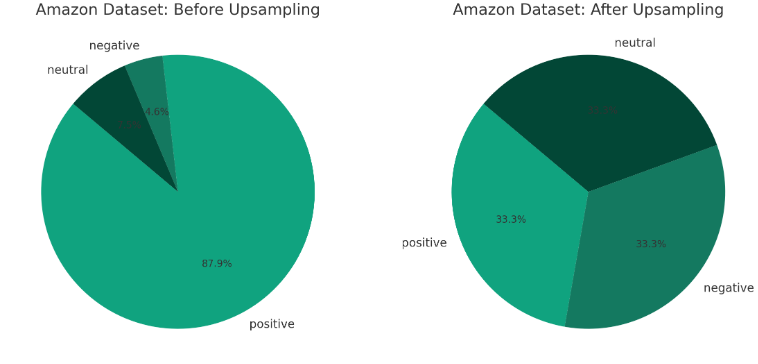 Amazon Dataset: Before Upsampling
negative
neutral
4.6%
87.9%
positive
Amazon Dataset: After Upsampling
neutral
33.3%
positive
33.3%
negative